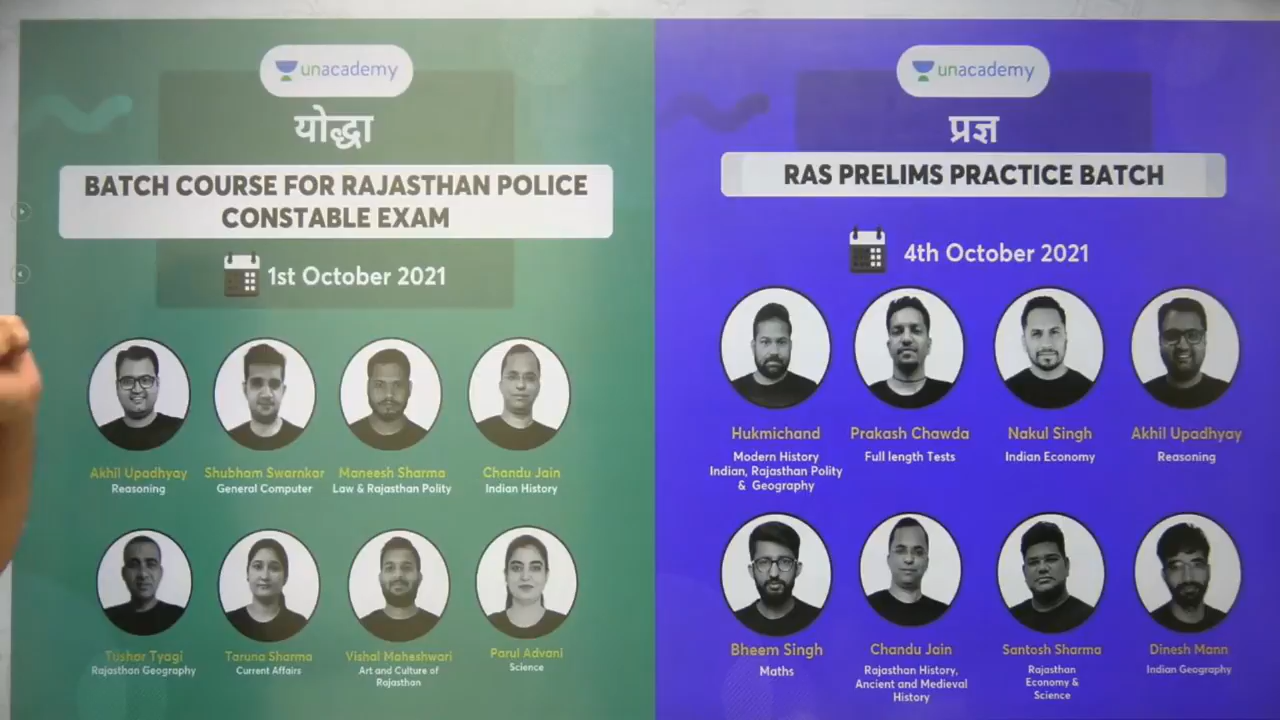 unacademy
योद्धा
BATCH COURSE FOR RAJASTHAN POLICE
CONSTABLE EXAM
1st October 2021
Akhil Upadhyay
Reasoning
Shubham Swarnkar
General Computer
Maneesh Sharma
Law & Rajasthan Polity
Chandu Jain
Indian History
Tushar Tyagi
Rajasthan Geography
Taruna Sharma
Current Affairs
Vishal Maheshwari
Art and Culture of
Rajasthan
Parul Advani
Science
unacademy
प्रज्ञ
RAS PRELIMS PRACTICE BATCH
4th October 2021
Hukmichand
Modern History
Indian, Rajasthan Polity
& Geography
Prakash Chawda
Full length Tests
Nakul Singh
Indian Economy
Akhil Upadhyay
Reasoning
Bheem Singh
Maths
Chandu Jain
Rajasthan History,
Ancient and Medieval
History
Santosh Sharma
Rajasthan
Economy &
Science
Dinesh Mann
Indian Geography